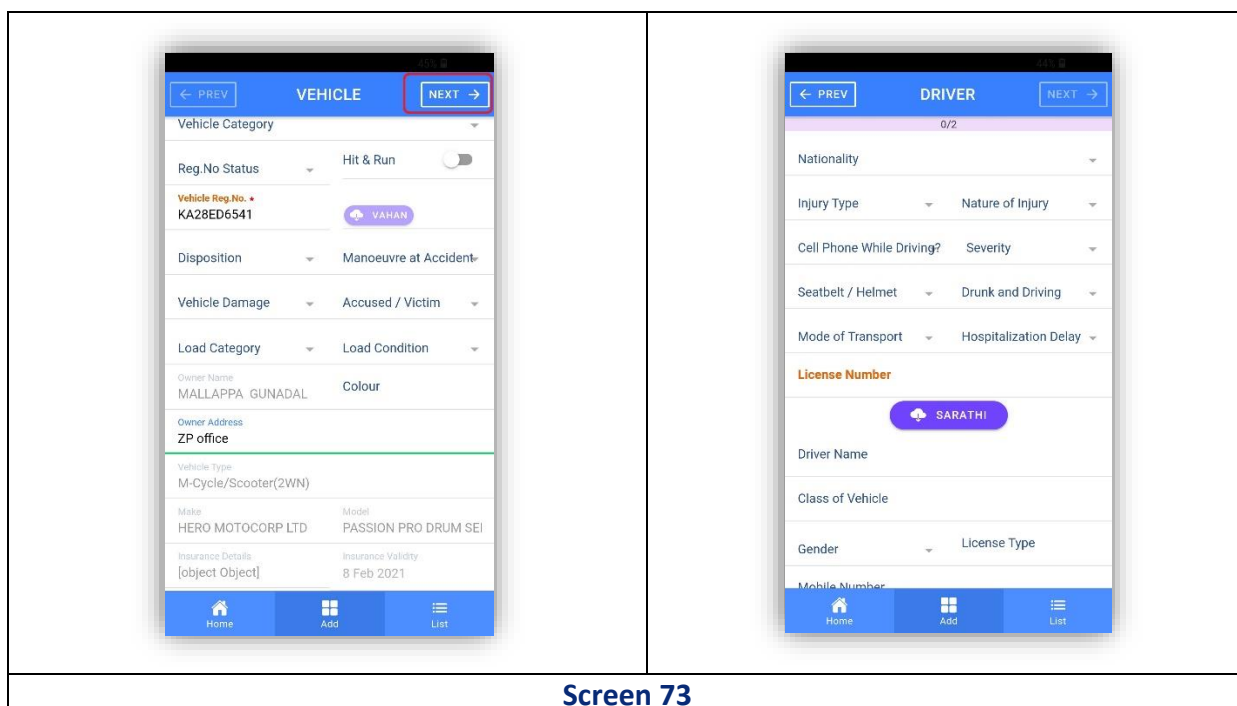 45%
← PREV VEHICLE NEXT →
Vehicle Category
Reg.No Status Hit & Run
Vehicle Reg.No. *
KA28ED6541 VAHAN
Disposition Manoeuvre at Accident
Vehicle Damage Accused / Victim
Load Category Load Condition
Owner Name
MALLAPPA GUNADAL Colour
Owner Address
ZP office
Vehicle Type
M-Cycle/Scooter(2WN)
Make Model
HERO MOTOCORP LTD PASSION PRO DRUM SEI
Insurance Details Insurance Validity
[object Object] 8 Feb 2021
Home Add List
44%
← PREV DRIVER NEXT →
0/2
Nationality
Injury Type Nature of Injury
Cell Phone While Driving? Severity
Seatbelt / Helmet Drunk and Driving
Mode of Transport Hospitalization Delay
License Number
SARATHI
Driver Name
Class of Vehicle
Gender License Type
Mobile Number
Home Add List
Screen 73